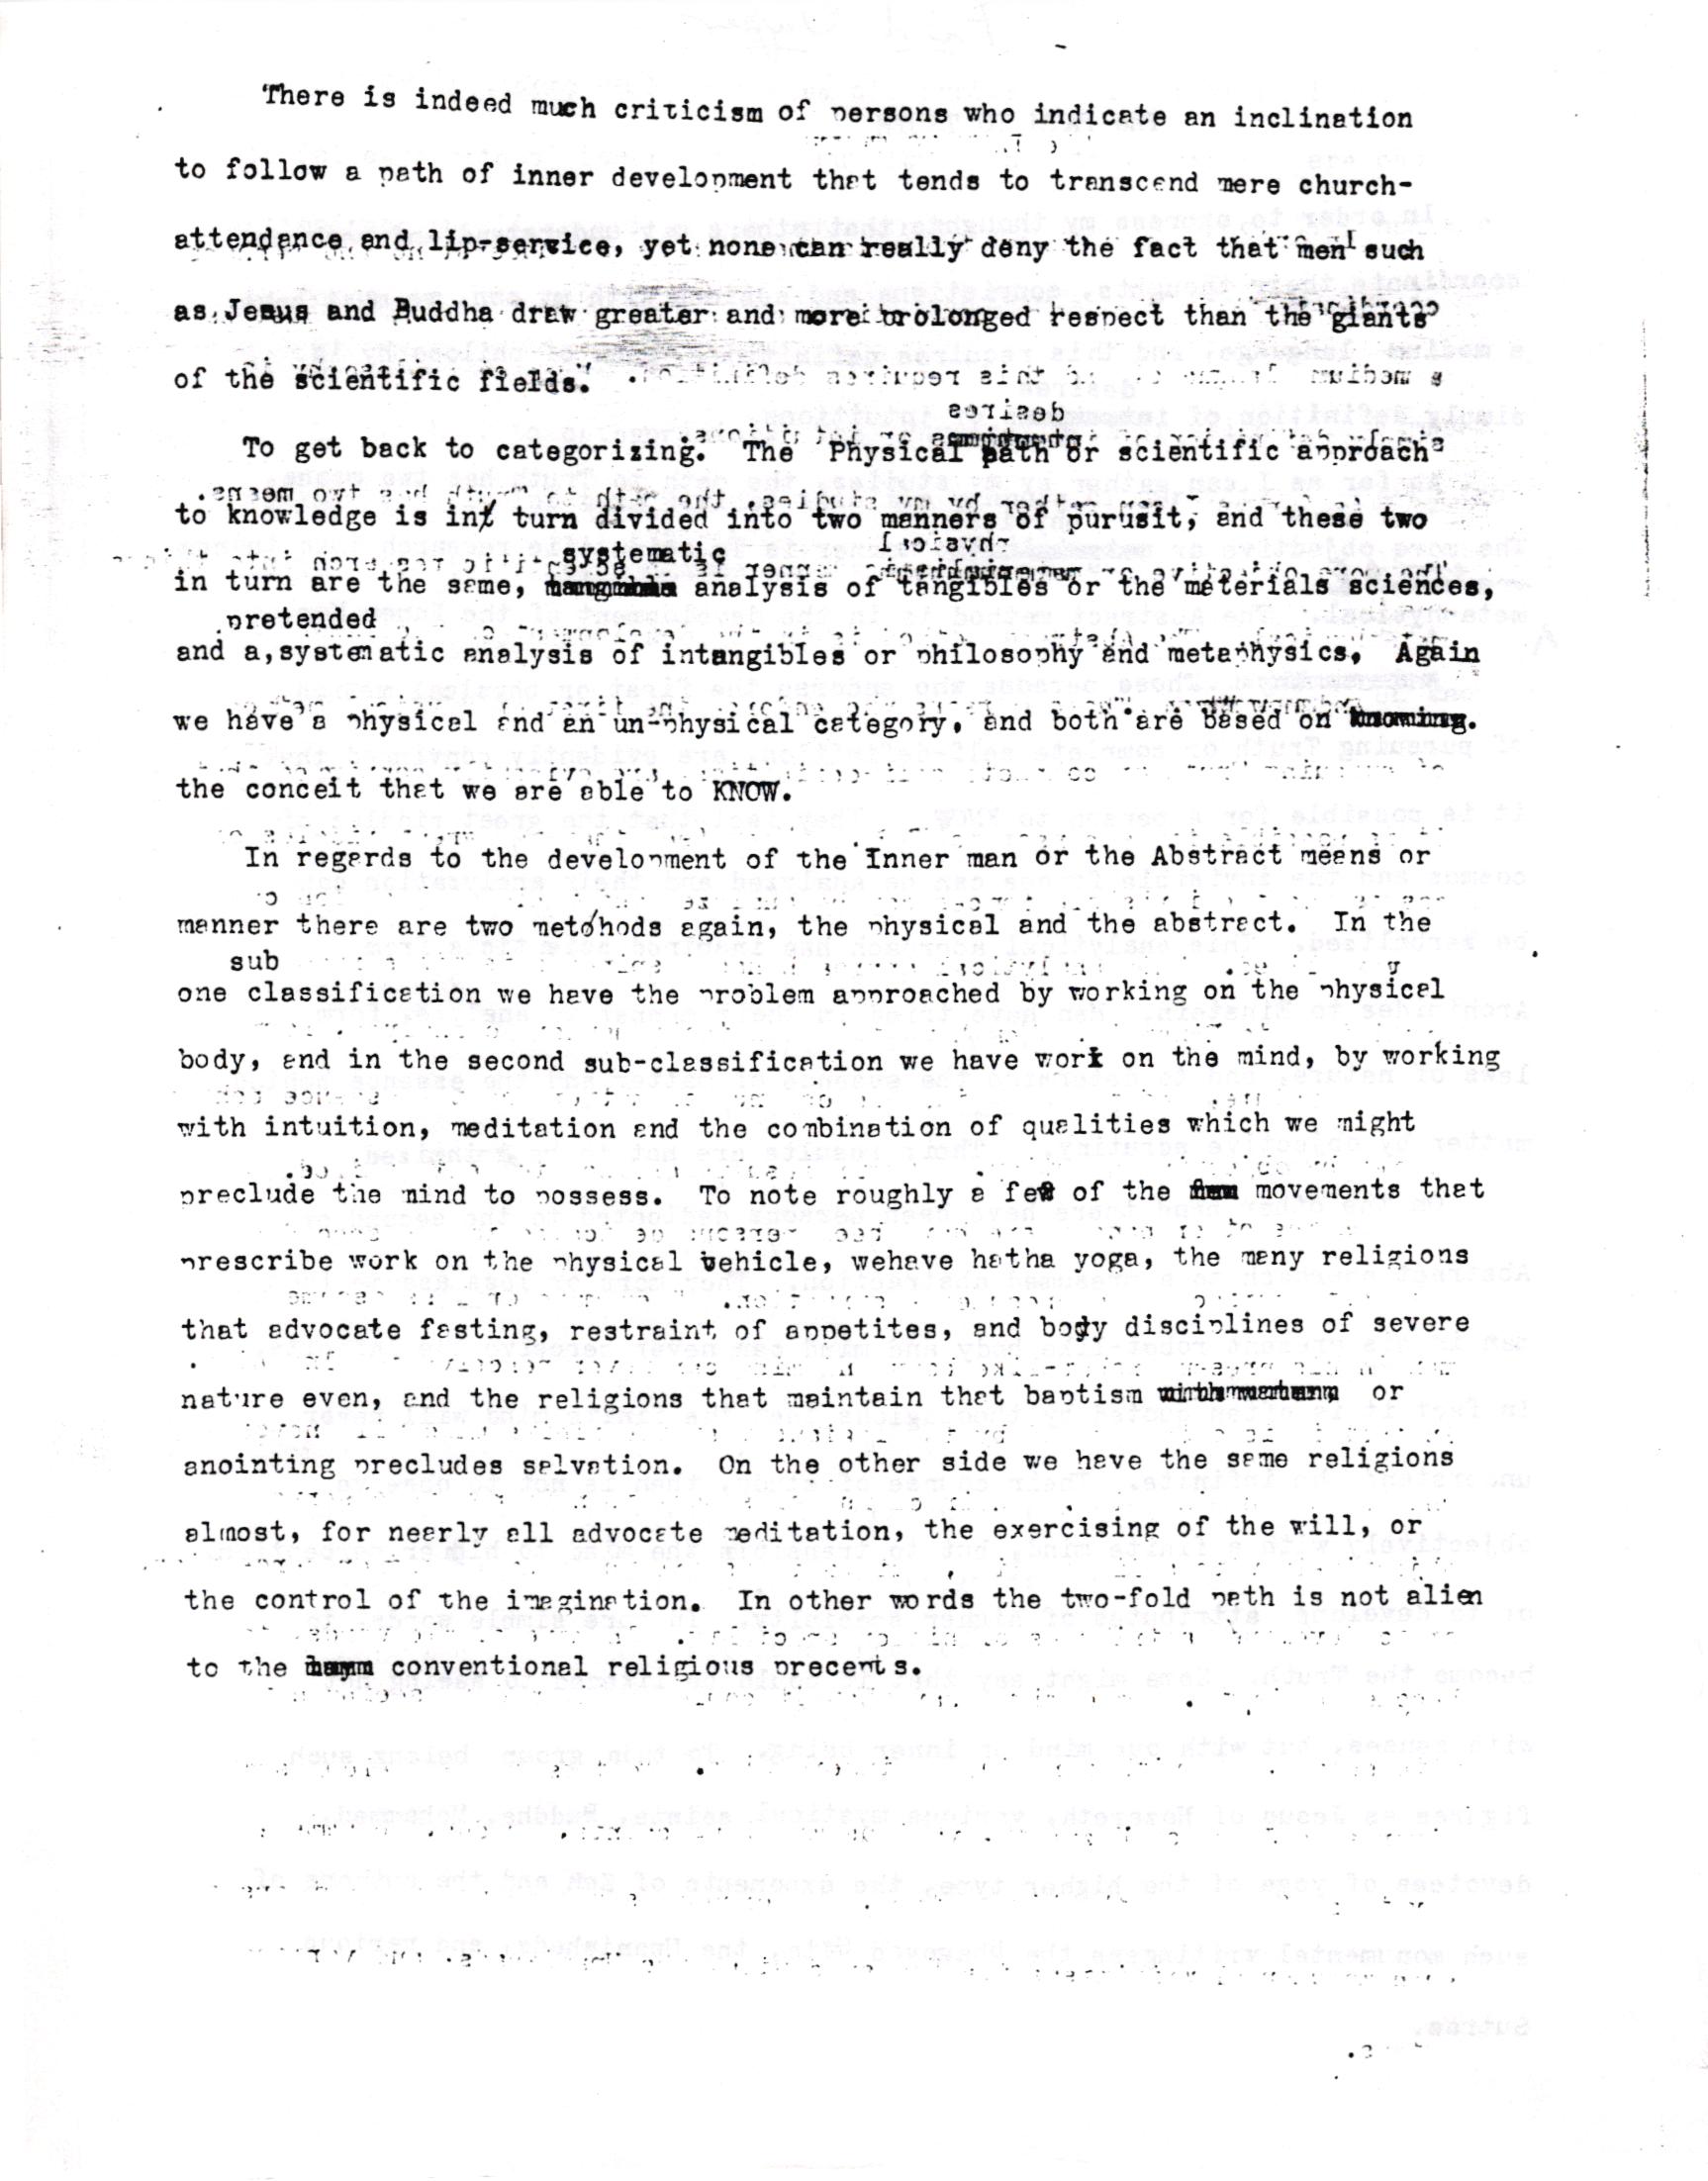 There is indeed much criticism of persons who indicate an inclination
to follow a path of inner development that tends to transcend mere church-
attendance and lip-service, yet none can really deny the fact that men such
as Jesus and Buddha draw greater and more prolonged respect than the giants
of the scientific fields.
To get back to categorizing. The Physical path or scientific approach
to knowledge is in turn divided into two manners of purusit, and these two
systematic
in turn are the same, analysis of tangibles or the materials sciences,
pretended
and a, systematic analysis of intangibles or philosophy and metaphysics. Again
we have a physical and an un-physical category, and both are based on knowing.
the conceit that we are able to KNOW.
In regards to the development of the Inner man or the Abstract means or
manner there are two methods again, the physical and the abstract. In the
sub
one classification we have the problem approached by working on the physical
body, and in the second sub-classification we have work on the mind, by working
with intuition, meditation and the combination of qualities which we might
preclude the mind to possess. To note roughly a few of the movements that
prescribe work on the physical vehicle, wehave hatha yoga, the many religions
that advocate fasting, restraint of appetites, and body disciplines of severe
nature even, and the religions that maintain that baptism or
anointing precludes salvation. On the other side we have the same religions
almost, for nearly all advocate meditation, the exercising of the will, or
the control of the imagination. In other words the two-fold path is not alien
to the conventional religious precepts.